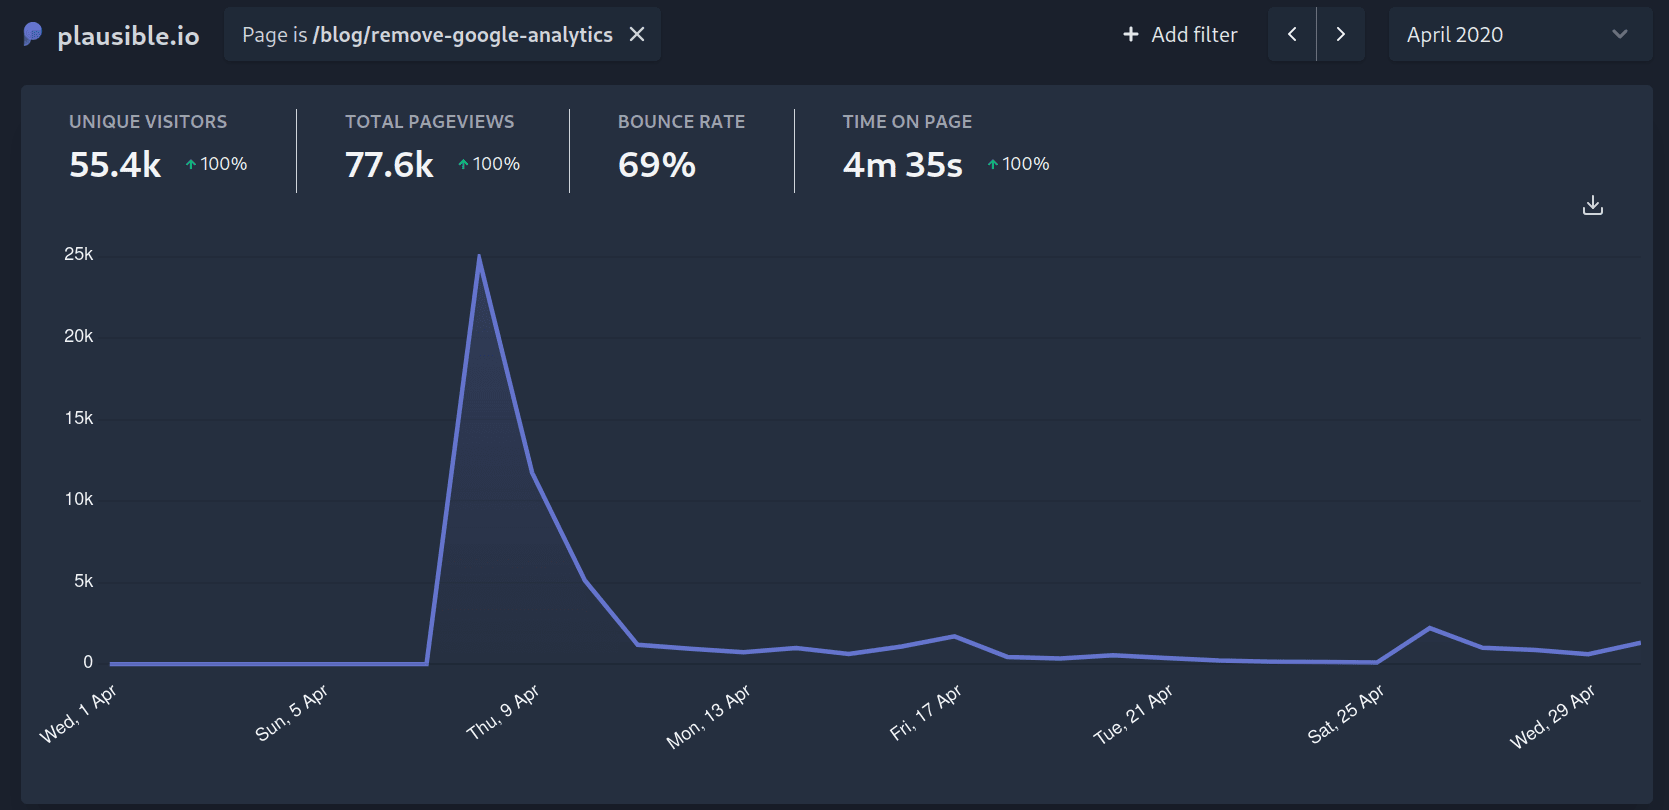 plausible.io
Page is /blog/remove-google-analytics
Add filter
April 2020
UNIQUE VISITORS
55.4k 100%
TOTAL PAGEVIEWS
77.6k 100%
BOUNCE RATE
69%
TIME ON PAGE
4m 35s 100%
25k
20k
15k
10k
5k
0
Wed, 1 Apr
Sun, 5 Apr
Thu, 9 Apr
Mon, 13 Apr
Fri, 17 Apr
Tue, 21 Apr
Sat, 25 Apr
Wed, 29 Apr